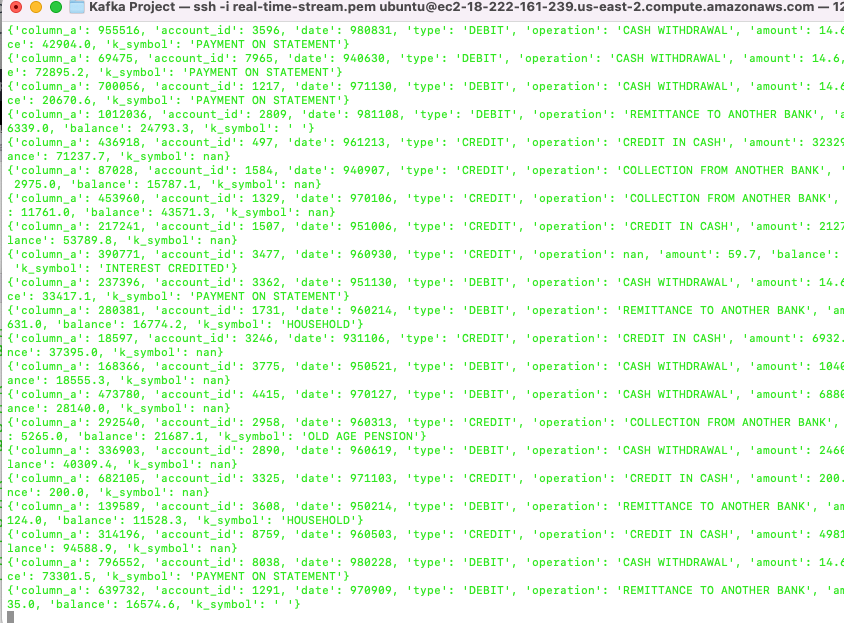 Kafka Project — ssh -i real-time-stream.pem ubuntu@ec2-18-222-161-239.us-east-2.compute.amazonaws.com — 12
{'column_a': 955516, 'account_id': 3596, 'date': 980831, 'type': 'DEBIT', 'operation': 'CASH WITHDRAWAL', 'amount': 14.6
ce': 42904.0, 'k_symbol': 'PAYMENT ON STATEMENT'}
{'column_a': 69475, 'account_id': 7965, 'date': 940630, 'type': 'DEBIT', 'operation': 'CASH WITHDRAWAL', 'amount': 14.6,
e': 72895.2, 'k_symbol': 'PAYMENT ON STATEMENT'}
{'column_a': 700056, 'account_id': 1217, 'date': 971130, 'type': 'DEBIT', 'operation': 'CASH WITHDRAWAL', 'amount': 14.6
ce': 20670.6, 'k_symbol': 'PAYMENT ON STATEMENT'}
{'column_a': 1012036, 'account_id': 2809, 'date': 981108, 'type': 'DEBIT', 'operation': 'REMITTANCE TO ANOTHER BANK', 'a
6339.0, 'balance': 24793.3, 'k_symbol': ' '}
{'column_a': 436918, 'account_id': 497, 'date': 961213, 'type': 'CREDIT', 'operation': 'CREDIT IN CASH', 'amount': 32329
ance': 71237.7, 'k_symbol': nan}
{'column_a': 87028, 'account_id': 1584, 'date': 940907, 'type': 'CREDIT', 'operation': 'COLLECTION FROM ANOTHER BANK', '
2975.0, 'balance': 15787.1, 'k_symbol': nan}
{'column_a': 453960, 'account_id': 1329, 'date': 970106, 'type': 'CREDIT', 'operation': 'COLLECTION FROM ANOTHER BANK',
: 11761.0, 'balance': 43571.3, 'k_symbol': nan}
{'column_a': 217241, 'account_id': 1507, 'date': 951006, 'type': 'CREDIT', 'operation': 'CREDIT IN CASH', 'amount': 2127
lance': 53789.8, 'k_symbol': nan}
{'column_a': 390771, 'account_id': 3477, 'date': 960930, 'type': 'CREDIT', 'operation': nan, 'amount': 59.7, 'balance':
'k_symbol': 'INTEREST CREDITED'}
{'column_a': 237396, 'account_id': 3362, 'date': 951130, 'type': 'DEBIT', 'operation': 'CASH WITHDRAWAL', 'amount': 14.6
ce': 33417.1, 'k_symbol': 'PAYMENT ON STATEMENT'}
{'column_a': 280381, 'account_id': 1731, 'date': 960214, 'type': 'DEBIT', 'operation': 'REMITTANCE TO ANOTHER BANK', 'am
631.0, 'balance': 16774.2, 'k_symbol': 'HOUSEHOLD'}
{'column_a': 18597, 'account_id': 3246, 'date': 931106, 'type': 'CREDIT', 'operation': 'CREDIT IN CASH', 'amount': 6932.
nce': 37395.0, 'k_symbol': nan}
{'column_a': 168366, 'account_id': 3775, 'date': 950521, 'type': 'DEBIT', 'operation': 'CASH WITHDRAWAL', 'amount': 1040
ance': 18555.3, 'k_symbol': nan}
{'column_a': 473780, 'account_id': 4415, 'date': 970127, 'type': 'DEBIT', 'operation': 'CASH WITHDRAWAL', 'amount': 6880
ance': 28140.0, 'k_symbol': nan}
{'column_a': 292540, 'account_id': 2958, 'date': 960313, 'type': 'CREDIT', 'operation': 'COLLECTION FROM ANOTHER BANK',
: 5265.0, 'balance': 21687.1, 'k_symbol': 'OLD AGE PENSION'}
{'column_a': 336903, 'account_id': 2890, 'date': 960619, 'type': 'DEBIT', 'operation': 'CASH WITHDRAWAL', 'amount': 2460
lance': 40309.4, 'k_symbol': nan}
{'column_a': 682105, 'account_id': 3325, 'date': 971103, 'type': 'CREDIT', 'operation': 'CREDIT IN CASH', 'amount': 200.
nce': 200.0, 'k_symbol': nan}
{'column_a': 139589, 'account_id': 3608, 'date': 950214, 'type': 'DEBIT', 'operation': 'REMITTANCE TO ANOTHER BANK', 'am
124.0, 'balance': 11528.3, 'k_symbol': 'HOUSEHOLD'}
{'column_a': 314196, 'account_id': 8759, 'date': 960503, 'type': 'CREDIT', 'operation': 'CREDIT IN CASH', 'amount': 4981
lance': 94588.9, 'k_symbol': nan}
{'column_a': 796552, 'account_id': 8038, 'date': 980228, 'type': 'DEBIT', 'operation': 'CASH WITHDRAWAL', 'amount': 14.6
ce': 73301.5, 'k_symbol': 'PAYMENT ON STATEMENT'}
{'column_a': 639732, 'account_id': 1291, 'date': 970909, 'type': 'DEBIT', 'operation': 'REMITTANCE TO ANOTHER BANK', 'am
35.0, 'balance': 16574.6, 'k_symbol': ' '}